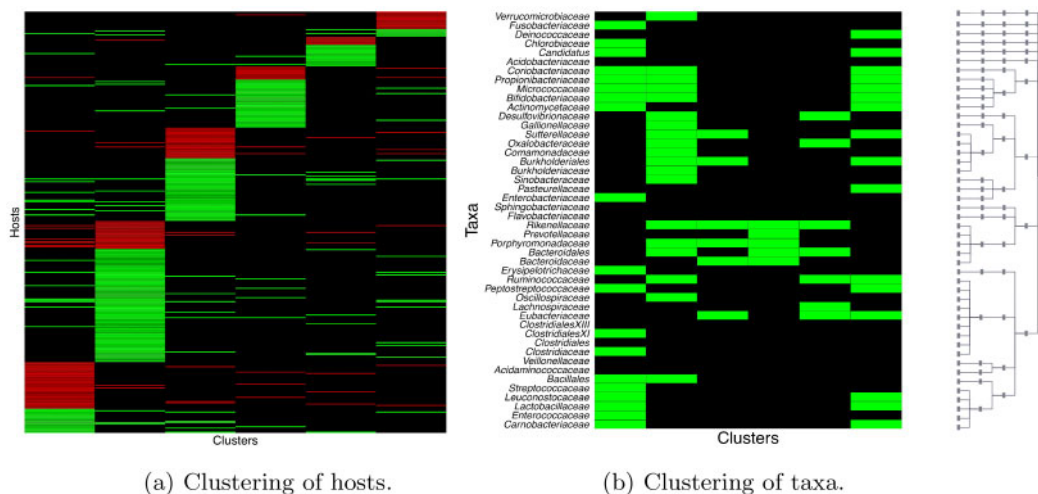 Hosts
Clusters
(a) Clustering of hosts.
Taxa
Verrucomicrobiaceae
Fusobacteriaceae
Deinococcaceae
Chlorobiaceae
Candidatus
Acidobacteriaceae
Coriobacteriaceae
Propionibacteriaceae
Micrococcaceae
Bifidobacteriaceae
Actinomycetaceae
Desulfovibrionaceae
Gallionellaceae
Sutterellaceae
Oxalobacteraceae
Comamonadaceae
Burkholderiales
Burkholderiaceae
Sinobacteraceae
Pasteurellaceae
Enterobacteriaceae
Sphingobacteriaceae
Flavobacteriaceae
Rikenellaceae
Prevotellaceae
Porphyromonadaceae
Bacteroidales
Bacteroidaceae
Erysipelotrichaceae
Ruminococcaceae
Peptostreptococcaceae
Oscillospiraceae
Lachnospiraceae
Eubacteriaceae
ClostridialesXIII
ClostridialesXI
Clostridiales
Clostridiaceae
Veillonellaceae
Acidaminococcaceae
Bacillales
Streptococcaceae
Leuconostocaceae
Lactobacillaceae
Enterococcaceae
Carnobacteriaceae
Clusters
(b) Clustering of taxa.